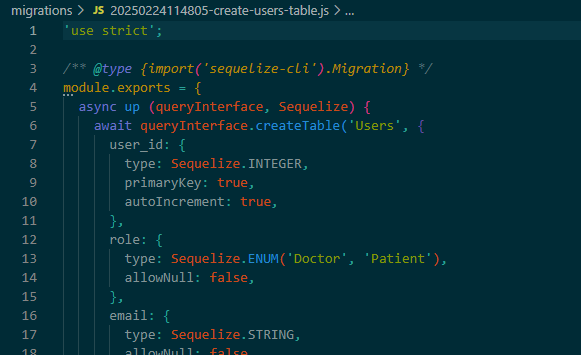 migrations > JS 20250224114805-create-users-table.js > ...
1 'use strict';
2
3 /** @type {import('sequelize-cli').Migration} */
4 module.exports = {
5 async up (queryInterface, Sequelize) {
6 await queryInterface.createTable('Users', {
7 user_id: {
8 type: Sequelize.INTEGER,
9 primaryKey: true,
10 autoIncrement: true,
11 },
12 role: {
13 type: Sequelize.ENUM('Doctor', 'Patient'),
14 allowNull: false,
15 },
16 email: {
17 type: Sequelize.STRING,
18 allowNull: false